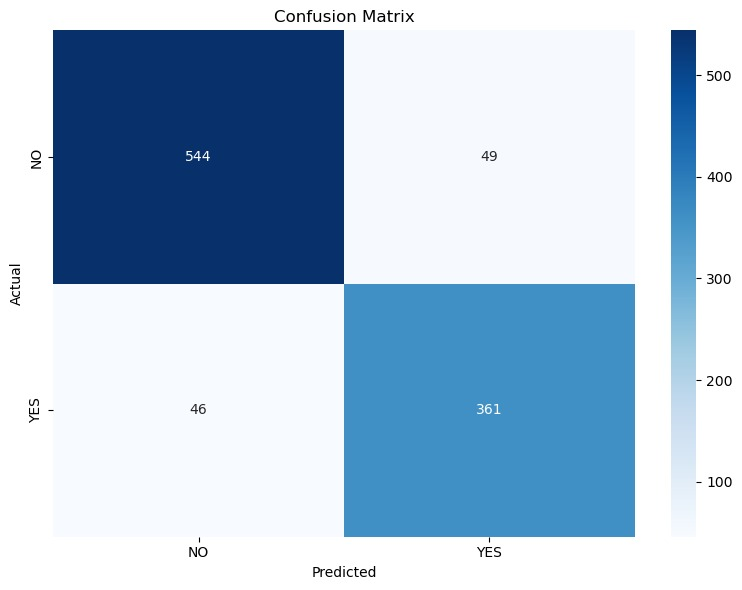 Confusion Matrix
NO
544
49
YES
46
361
Actual
NO
YES
Predicted
500
400
300
200
100